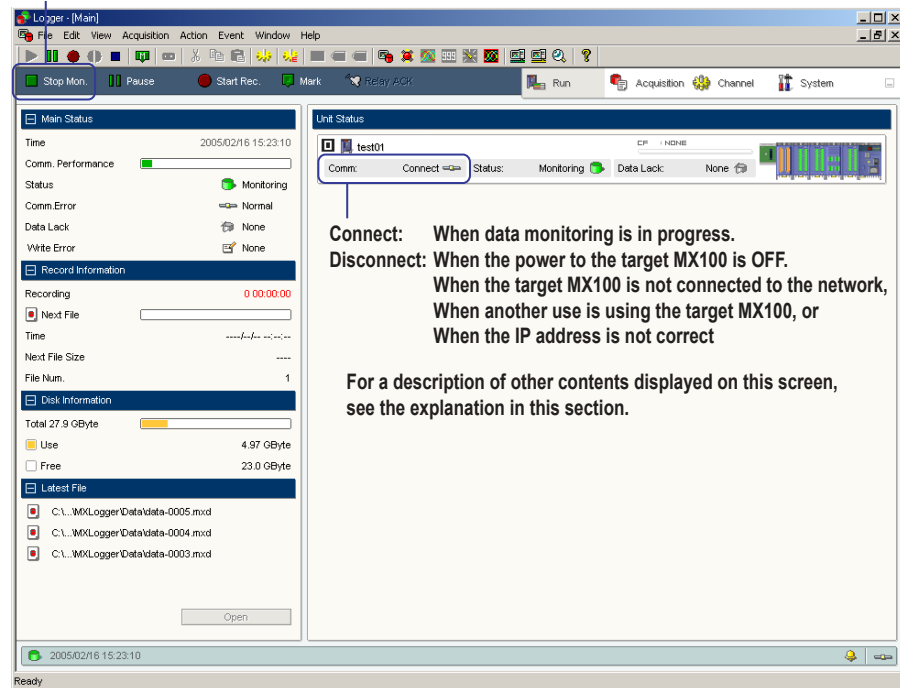 Logger - [Main]
File Edit View Acquisition Action Event Window Help
Stop Mon. Pause Start Rec. Mark Relay ACK Run Acquisition Channel System
Main Status
Time 2005/02/16 15:23:10
Comm. Performance
Status Monitoring
Comm.Error Normal
Data Lack None
Write Error None
Record Information
Recording 0 00:00:00
Next File
Time ----/--/-- --:--:--
Next File Size ----
File Num. 1
Disk Information
Total 27.9 GByte
Use 4.97 GByte
Free 23.0 GByte
Latest File
C:\...\MXLogger\Data\data-0005.mxd
C:\...\MXLogger\Data\data-0004.mxd
C:\...\MXLogger\Data\data-0003.mxd
Open
Unit Status
test01 CF : NONE
Comm: Connect Status: Monitoring Data Lack: None
Connect: When data monitoring is in progress.
Disconnect: When the power to the target MX100 is OFF.
When the target MX100 is not connected to the network,
When another use is using the target MX100, or
When the IP address is not correct
For a description of other contents displayed on this screen,
see the explanation in this section.
2005/02/16 15:23:10
Ready